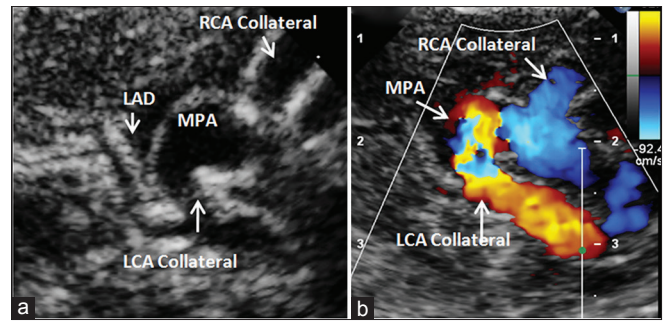 RCA Collateral
LAD
MPA
LCA Collateral
a
1
2
3
RCA Collateral
MPA
LCA Collateral
1
2
3
-92.4
cm/s
b